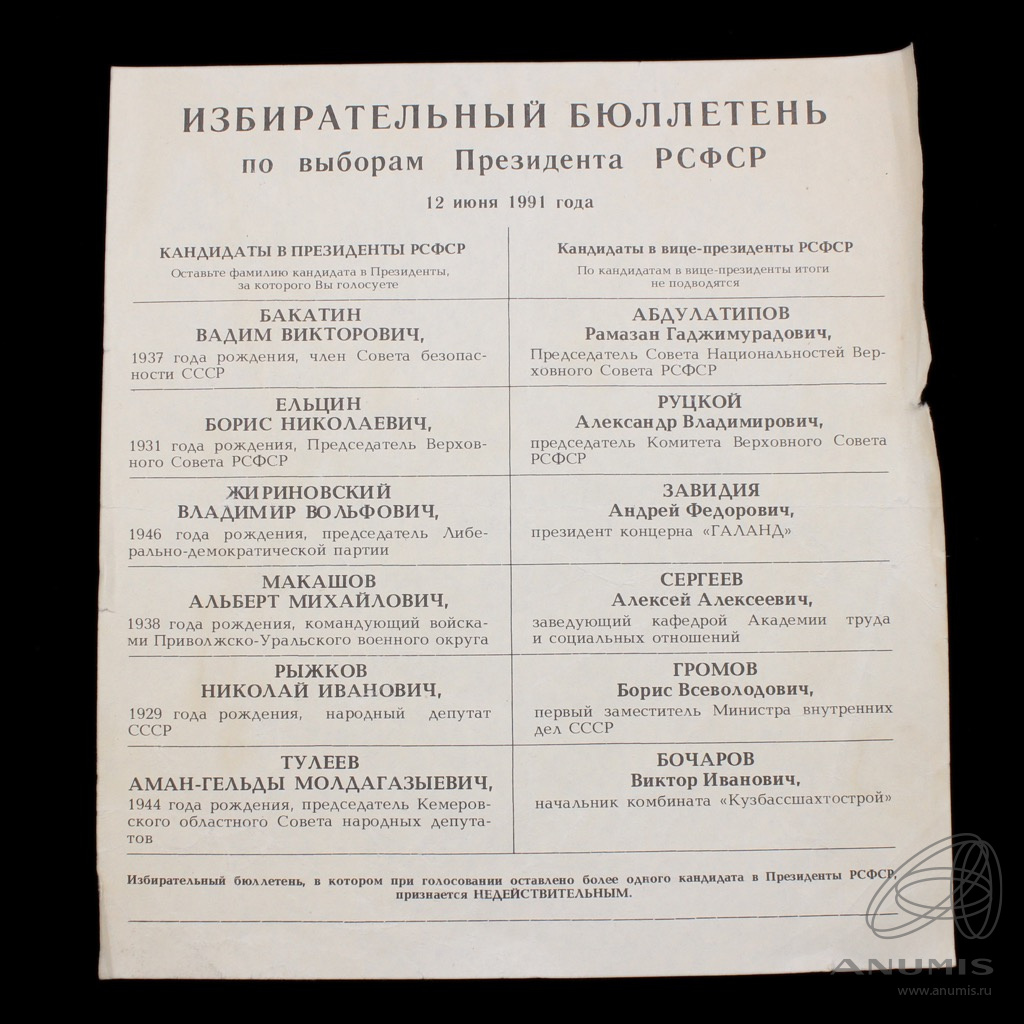 ИЗБИРАТЕЛЬНЫЙ БЮЛЛЕТЕНЬ
по выборам Президента РСФСР
12 июня 1991 года
КАНДИДАТЫ В ПРЕЗИДЕНТЫ РСФСР
Оставьте фамилию кандидата в Президенты,
за которого Вы голосуете
Кандидаты в вице-президенты РСФСР
По кандидатам в вице-президенты итоги
не подводятся
БАКАТИН
ВАДИМ ВИКТОРОВИЧ,
1937 года рождения, член Совета безопас-
ности СССР
АБДУЛАТИПОВ
Рамазан Гаджимурадович,
Председатель Совета Национальностей Вер-
ховного Совета РСФСР
ЕЛЬЦИН
БОРИС НИКОЛАЕВИЧ,
1931 года рождения, Председатель Верхов-
ного Совета РСФСР
РУЦКОЙ
Александр Владимирович,
председатель Комитета Верховного Совета
РСФСР
ЖИРИНОВСКИЙ
ВЛАДИМИР ВОЛЬФОВИЧ,
1946 года рождения, председатель Либе-
рально-демократической партии
ЗАВИДИЯ
Андрей Федорович,
президент концерна «ГАЛАНД»
МАКАШОВ
АЛЬБЕРТ МИХАЙЛОВИЧ,
1938 года рождения, командующий войска-
ми Приволжско-Уральского военного округа
СЕРГЕЕВ
Алексей Алексеевич,
заведующий кафедрой Академии труда
и социальных отношений
РЫЖКОВ
НИКОЛАЙ ИВАНОВИЧ,
1929 года рождения, народный депутат
СССР
ГРОМОВ
Борис Всеволодович,
первый заместитель Министра внутренних
дел СССР
ТУЛЕЕВ
АМАН-ГЕЛЬДЫ МОЛДАГАЗЫЕВИЧ,
1944 года рождения, председатель Кемеров-
ского областного Совета народных депута-
тов
БОЧАРОВ
Виктор Иванович,
начальник комбината «Кузбассшахтострой»
Избирательный бюллетень, в котором при голосовании оставлено более одного кандидата в Президенты РСФСР,
признается НЕДЕЙСТВИТЕЛЬНЫМ.
ANUMIS
www.anumis.ru